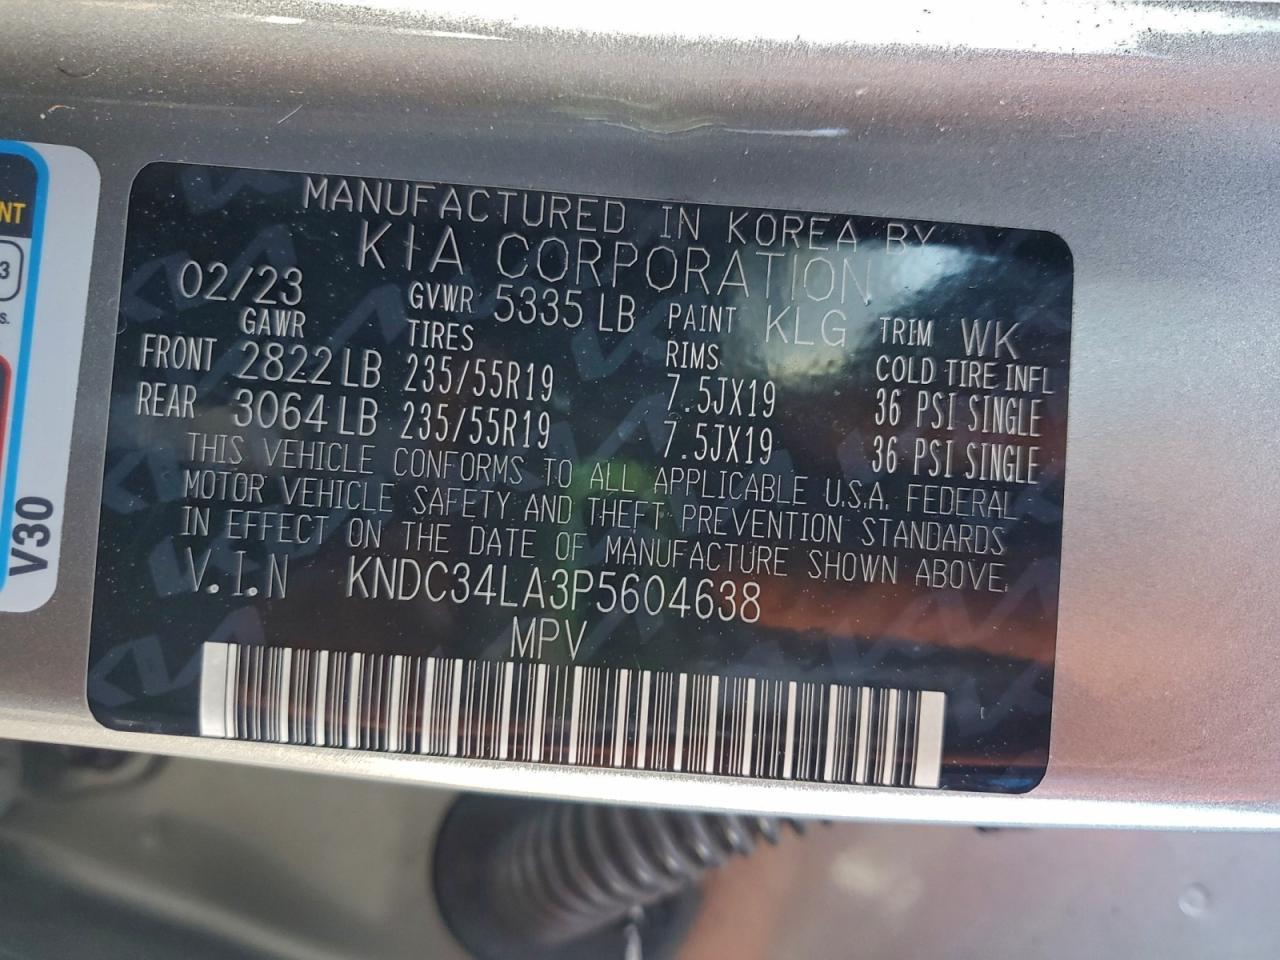 MANUFACTURED IN KOREA BY
KIA CORPORATION
02/23 GVWR 5335 LB PAINT KLG TRIM WK
GAWR TIRES RIMS COLD TIRE INFL
FRONT 2822 LB 235/55R19 7.5JX19 36 PSI SINGLE
REAR 3064 LB 235/55R19 7.5JX19 36 PSI SINGLE
THIS VEHICLE CONFORMS TO ALL APPLICABLE U.S.A. FEDERAL
MOTOR VEHICLE SAFETY AND THEFT PREVENTION STANDARDS
IN EFFECT ON THE DATE OF MANUFACTURE SHOWN ABOVE.
V.I.N KNDC34LA3P5604638
MPV
NT
3
s.
V30